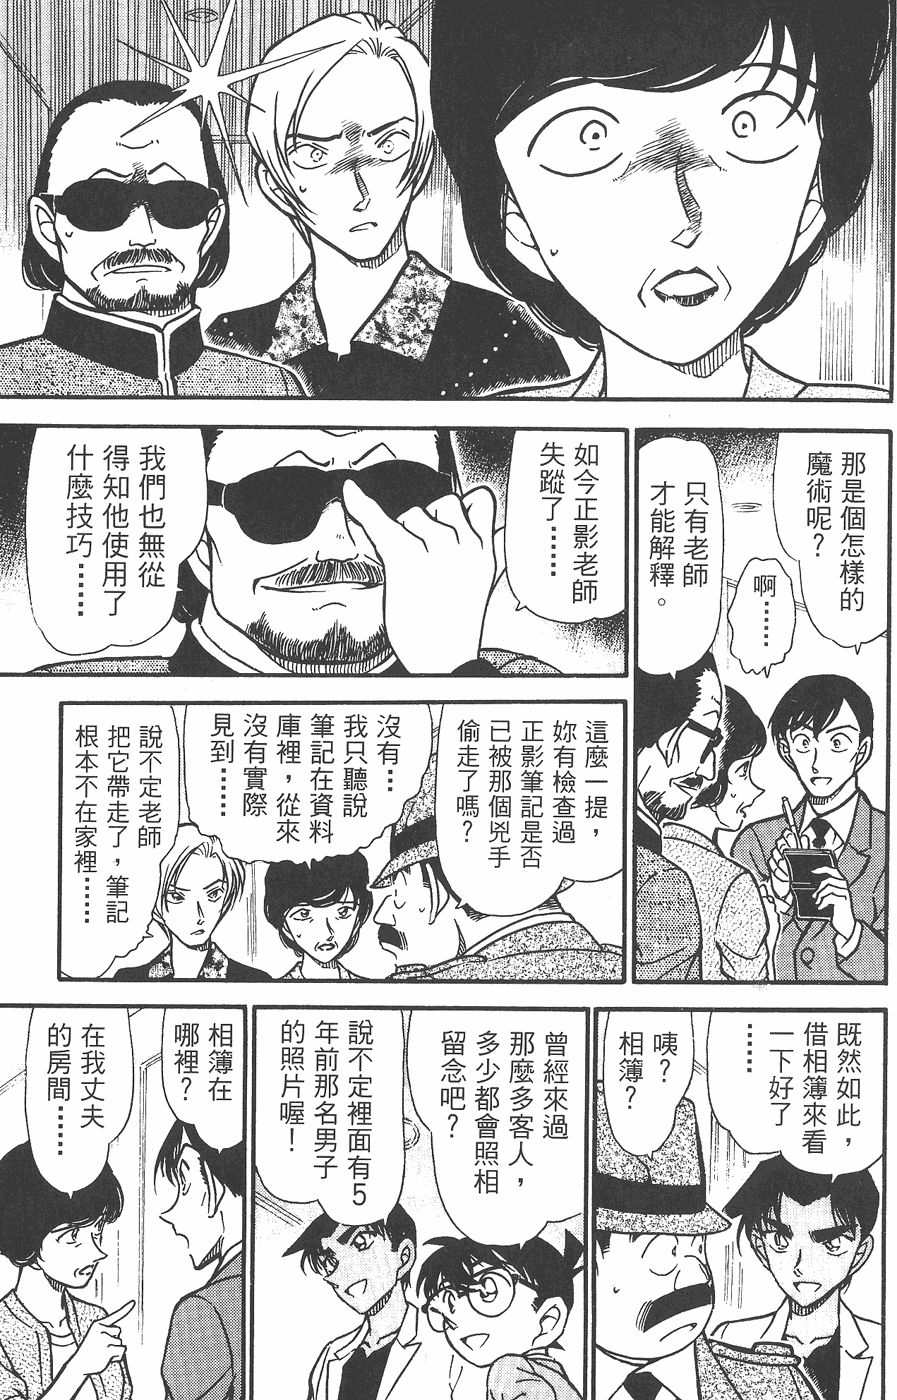 那是個怎樣的
魔術呢？
啊……
只有老師
才能解釋。
如今正影老師
失蹤了……
我們也無從
得知他使用了
什麼技巧……
這麼一提，
妳有檢查過
正影筆記是否
已被那個兇手
偷走了嗎？
沒有…
我只聽說
筆記在資料
庫裡，從來
沒有實際
見到……
說不定老師
把它帶走了，筆記
根本不在家裡……
既然如此，
借相簿來看
一下好了
……
咦？
相簿？
曾經來過
那麼多客人，
多少都會照相
留念吧？
說不定裡面有5
年前那名男子
的照片喔！
相簿在
哪裡？
在我丈夫
的房間……